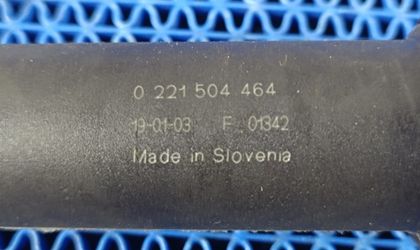 0 221 504 464
19-01-03 F 01342
Made in Slovenia